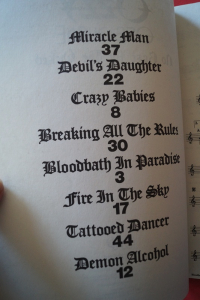 Miracle Man
37
Devil's Daughter
22
Crazy Babies
8
Breaking All The Rules
30
Bloodbath In Paradise
3
Fire In The Sky
17
Tattooed Dancer
44
Demon Alcohol
12